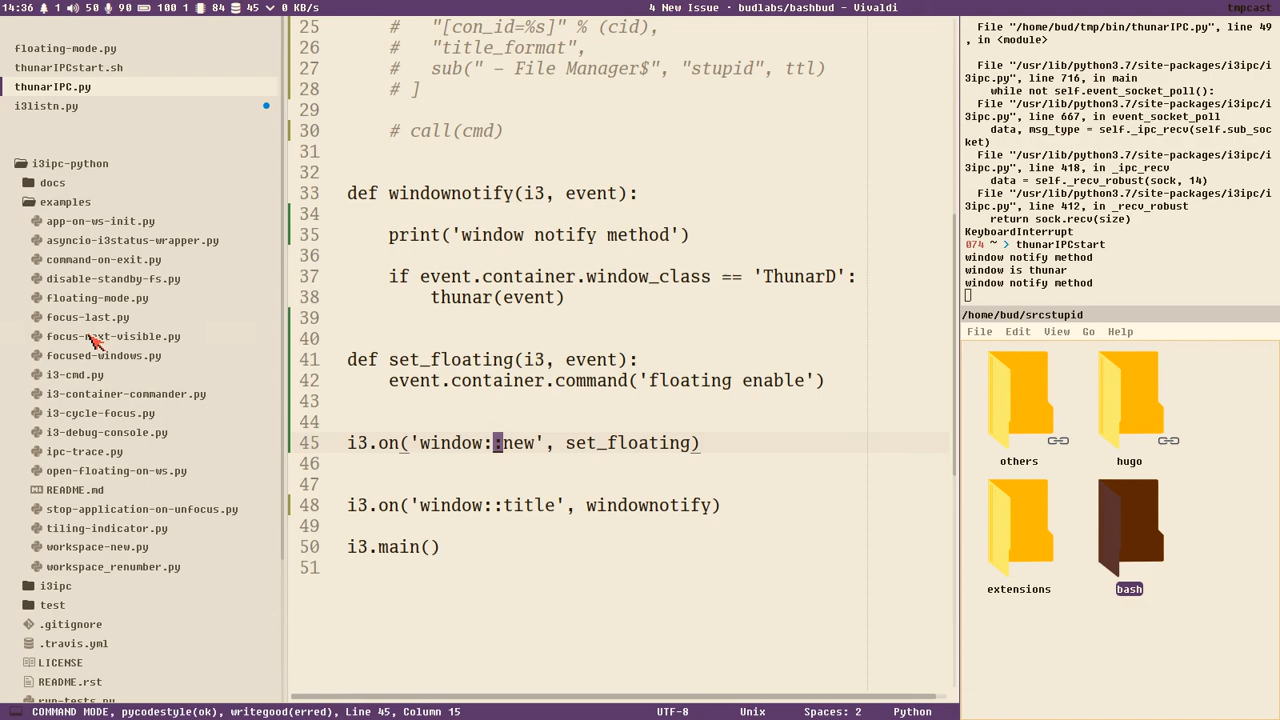 14:36 1 50 90 100 1 84 45 0 KB/s
4 New Issue · budlabs/bashbud - Vivaldi
tmpcast
floating-mode.py
thunarIPCstart.sh
thunarIPC.py
i3listn.py
i3ipc-python
docs
examples
app-on-ws-init.py
asyncio-i3status-wrapper.py
command-on-exit.py
disable-standby-fs.py
floating-mode.py
focus-last.py
focus-next-visible.py
focused-windows.py
i3-cmd.py
i3-container-commander.py
i3-cycle-focus.py
i3-debug-console.py
ipc-trace.py
open-floating-on-ws.py
README.md
stop-application-on-unfocus.py
tiling-indicator.py
workspace-new.py
workspace_renumber.py
i3ipc
test
.gitignore
.travis.yml
LICENSE
README.rst
run-tests.py
25 # "[con_id=%s]" % (cid),
26 # "title_format",
27 # sub(" - File Manager$", "stupid", ttl)
28 # ]
29
30 # call(cmd)
31
32
33 def windownotify(i3, event):
34
35 print('window notify method')
36
37 if event.container.window_class == 'ThunarD':
38 thunar(event)
39
40
41 def set_floating(i3, event):
42 event.container.command('floating enable')
43
44
45 i3.on('window::new', set_floating)
46
47
48 i3.on('window::title', windownotify)
49
50 i3.main()
51
File "/home/bud/tmp/bin/thunarIPC.py", line 49
, in <module>
File "/usr/lib/python3.7/site-packages/i3ipc/i
3ipc.py", line 716, in main
while not self.event_socket_poll():
File "/usr/lib/python3.7/site-packages/i3ipc/i
3ipc.py", line 667, in event_socket_poll
data, msg_type = self._ipc_recv(self.sub_soc
ket)
File "/usr/lib/python3.7/site-packages/i3ipc/i
3ipc.py", line 418, in _ipc_recv
data = self._recv_robust(sock, 14)
File "/usr/lib/python3.7/site-packages/i3ipc/i
3ipc.py", line 412, in _recv_robust
return sock.recv(size)
KeyboardInterrupt
074 ~ > thunarIPCstart
window notify method
window is thunar
window notify method
/home/bud/srcstupid
File Edit View Go Help
others
hugo
extensions
bash
COMMAND MODE, pycodestyle(ok), writegood(erred), Line 45, Column 15
UTF-8
Unix
Spaces: 2
Python